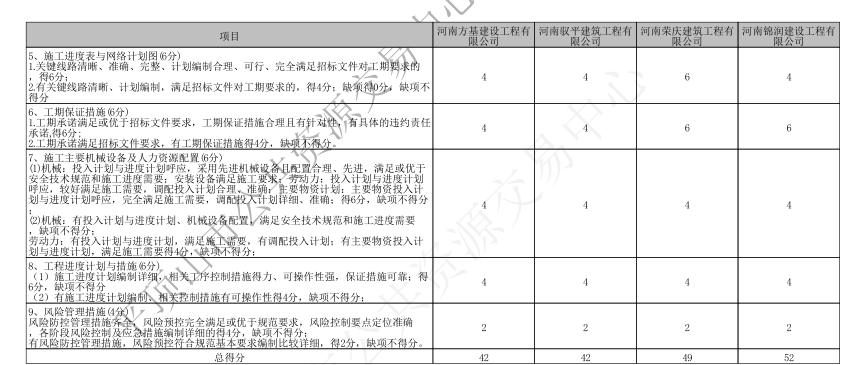 项目 河南方基建设工程有限公司 河南驭平建筑工程有限公司 河南荣庆建筑工程有限公司 河南锦润建设工程有限公司
5、施工进度表与网络计划图(6分)
1.关键线路清晰、准确、完整、计划编制合理、可行、完全满足招标文件对工期要求的
，得6分；
2.有关键线路清晰、计划编制，满足招标文件对工期要求的，得4分；缺项得0分，缺项不
得分
4 4 6 4
6、工期保证措施(6分)
1.工期承诺满足或优于招标文件要求，工期保证措施合理且有针对性；有具体的违约责任
承诺,得6分；
2.工期承诺满足招标文件要求，有工期保证措施得4分，缺项不得分。
4 4 6 6
7、施工主要机械设备及人力资源配置(6分)
(1)机械：投入计划与进度计划呼应，采用先进机械设备且配置合理、先进，满足或优于
安全技术规范和施工进度需要；安装设备满足施工要求；劳动力：投入计划与进度计划
呼应，较好满足施工需要，调配投入计划合理、准确；主要物资计划：主要物资投入计
划与进度计划呼应，完全满足施工需要，调配投入计划详细、准确；得6分，缺项不得分
；
(2)机械：有投入计划与进度计划、机械设备配置，满足安全技术规范和施工进度需要
，缺项不得分；
劳动力：有投入计划与进度计划，满足施工需要，有调配投入计划；有主要物资投入计
划与进度计划，满足施工需要得4分，缺项不得分；
4 4 4 4
8、工程进度计划与措施(6分)
（1）施工进度计划编制详细，相关工序控制措施得力、可操作性强，保证措施可靠；得
6分，缺项不得分
（2）有施工进度计划编制、相关控制措施有可操作性得4分，缺项不得分；
4 4 4 4
9、风险管理措施(4分)
风险防控管理措施齐全，风险预控完全满足或优于规范要求，风险控制要点定位准确
，各阶段风险控制及应急措施编制详细的得4分，缺项不得分；
有风险防控管理措施，风险预控符合规范基本要求编制比较详细，得2分，缺项不得分。
2 2 2 2
总得分 42 42 49 52
平顶山市公共资源交易中心